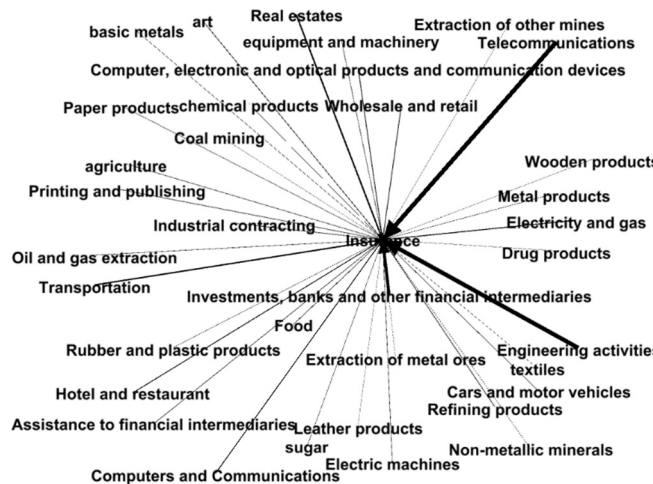 Real estates
art
Extraction of other mines
basic metals
equipment and machinery
Telecommunications
Computer, electronic and optical products and communication devices
Paper products
chemical products
Wholesale and retail
Coal mining
agriculture
Wooden products
Printing and publishing
Metal products
Industrial contracting
Electricity and gas
Insurance
Oil and gas extraction
Drug products
Transportation
Investments, banks and other financial intermediaries
Food
Rubber and plastic products
Extraction of metal ores
Engineering activities
textiles
Hotel and restaurant
Cars and motor vehicles
Refining products
Assistance to financial intermediaries
Leather products
sugar
Non-metallic minerals
Electric machines
Computers and Communications